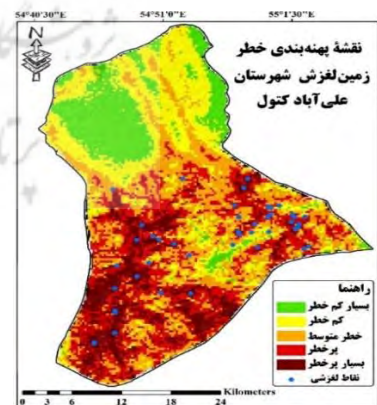 54°40'30"E 54°51'0"E 55°1'30"E
N
نقشهٔ پهنه‌بندی خطر
زمین‌لغزش شهرستان
علی‌آباد کتول
راهنما
بسیار کم خطر
کم خطر
خطر متوسط
پرخطر
بسیار پرخطر
نقاط لغزشی
Kilometers
0 3 6 12 18 24